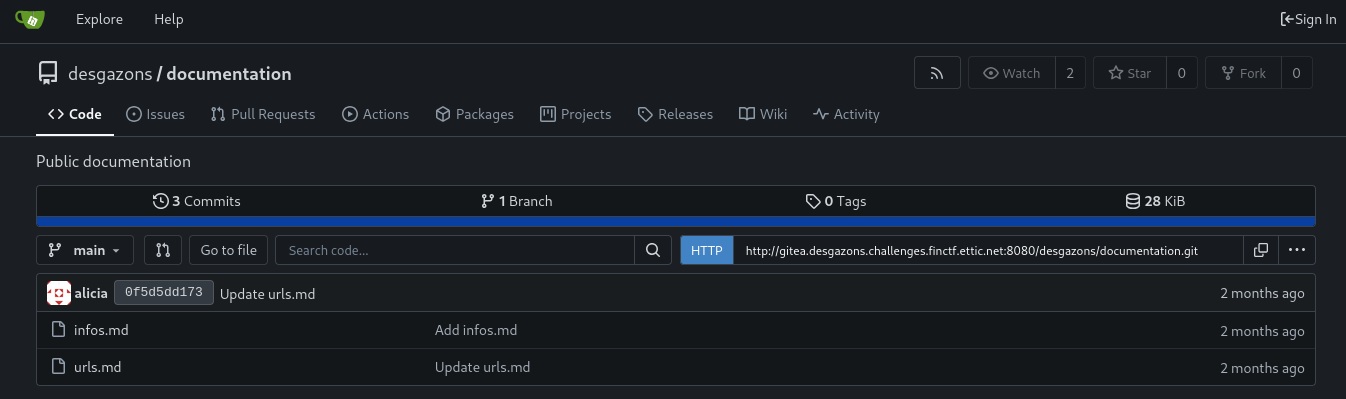 Explore Help Sign In
desgazons / documentation Watch 2 Star 0 Fork 0
Code Issues Pull Requests Actions Packages Projects Releases Wiki Activity
Public documentation
3 Commits 1 Branch 0 Tags 28 KiB
main Go to file Search code... HTTP http://gitea.desgazons.challenges.finctf.ettic.net:8080/desgazons/documentation.git
alicia 0f5d5dd173 Update urls.md 2 months ago
infos.md Add infos.md 2 months ago
urls.md Update urls.md 2 months ago